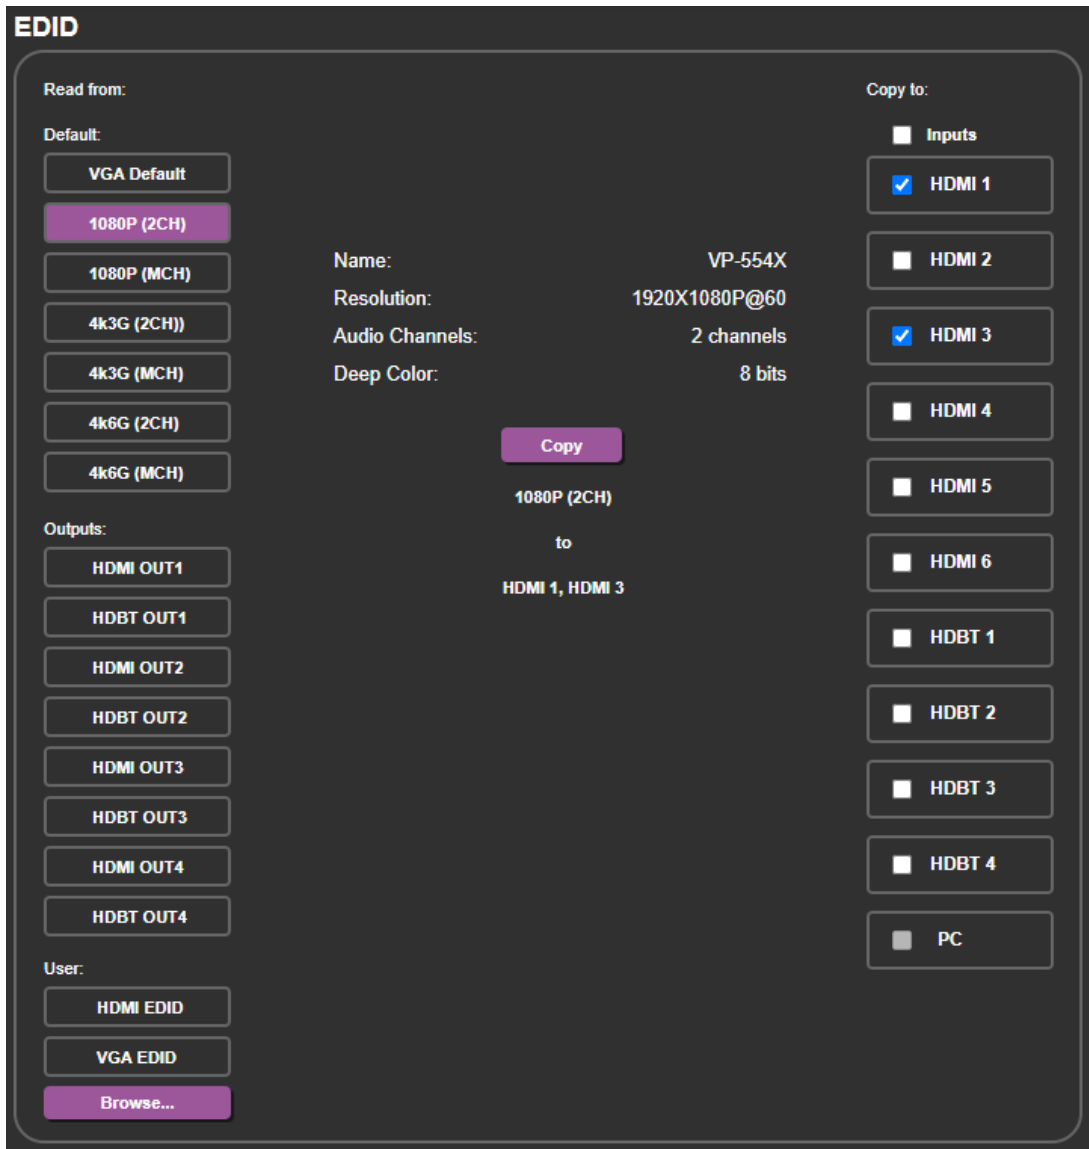 EDID
Read from:
Default:
VGA Default
1080P (2CH)
1080P (MCH)
4k3G (2CH))
4k3G (MCH)
4k6G (2CH)
4k6G (MCH)
Outputs:
HDMI OUT1
HDBT OUT1
HDMI OUT2
HDBT OUT2
HDMI OUT3
HDBT OUT3
HDMI OUT4
HDBT OUT4
User:
HDMI EDID
VGA EDID
Browse...
Name: VP-554X
Resolution: 1920X1080P@60
Audio Channels: 2 channels
Deep Color: 8 bits
Copy
1080P (2CH)
to
HDMI 1, HDMI 3
Copy to:
Inputs
HDMI 1
HDMI 2
HDMI 3
HDMI 4
HDMI 5
HDMI 6
HDBT 1
HDBT 2
HDBT 3
HDBT 4
PC